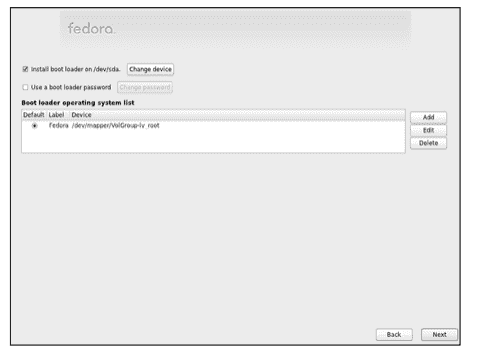 fedora.
Install boot loader on /dev/sda. Change device
Use a boot loader password Change password
Boot loader operating system list
Default Label Device
fedora /dev/mapper/VolGroup-lv_root
Add
Edit
Delete
Back Next